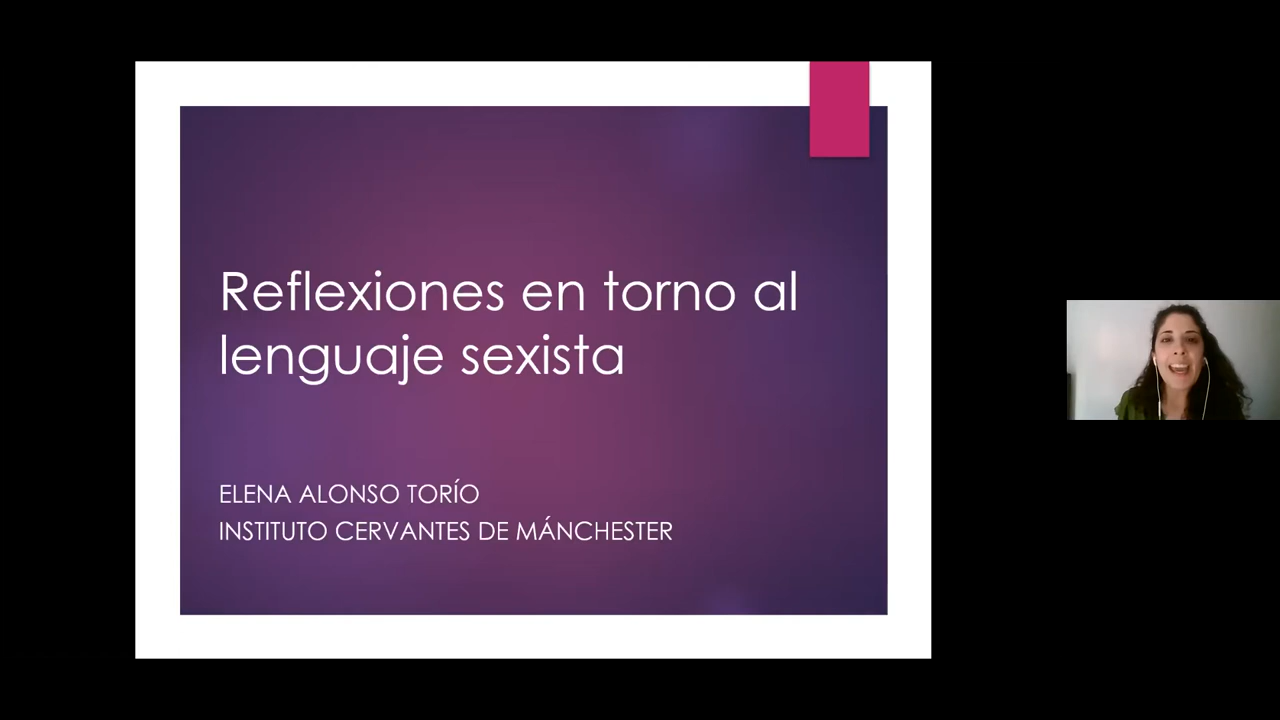 Reflexiones en torno al
lenguaje sexista
ELENA ALONSO TORÍO
INSTITUTO CERVANTES DE MÁNCHESTER